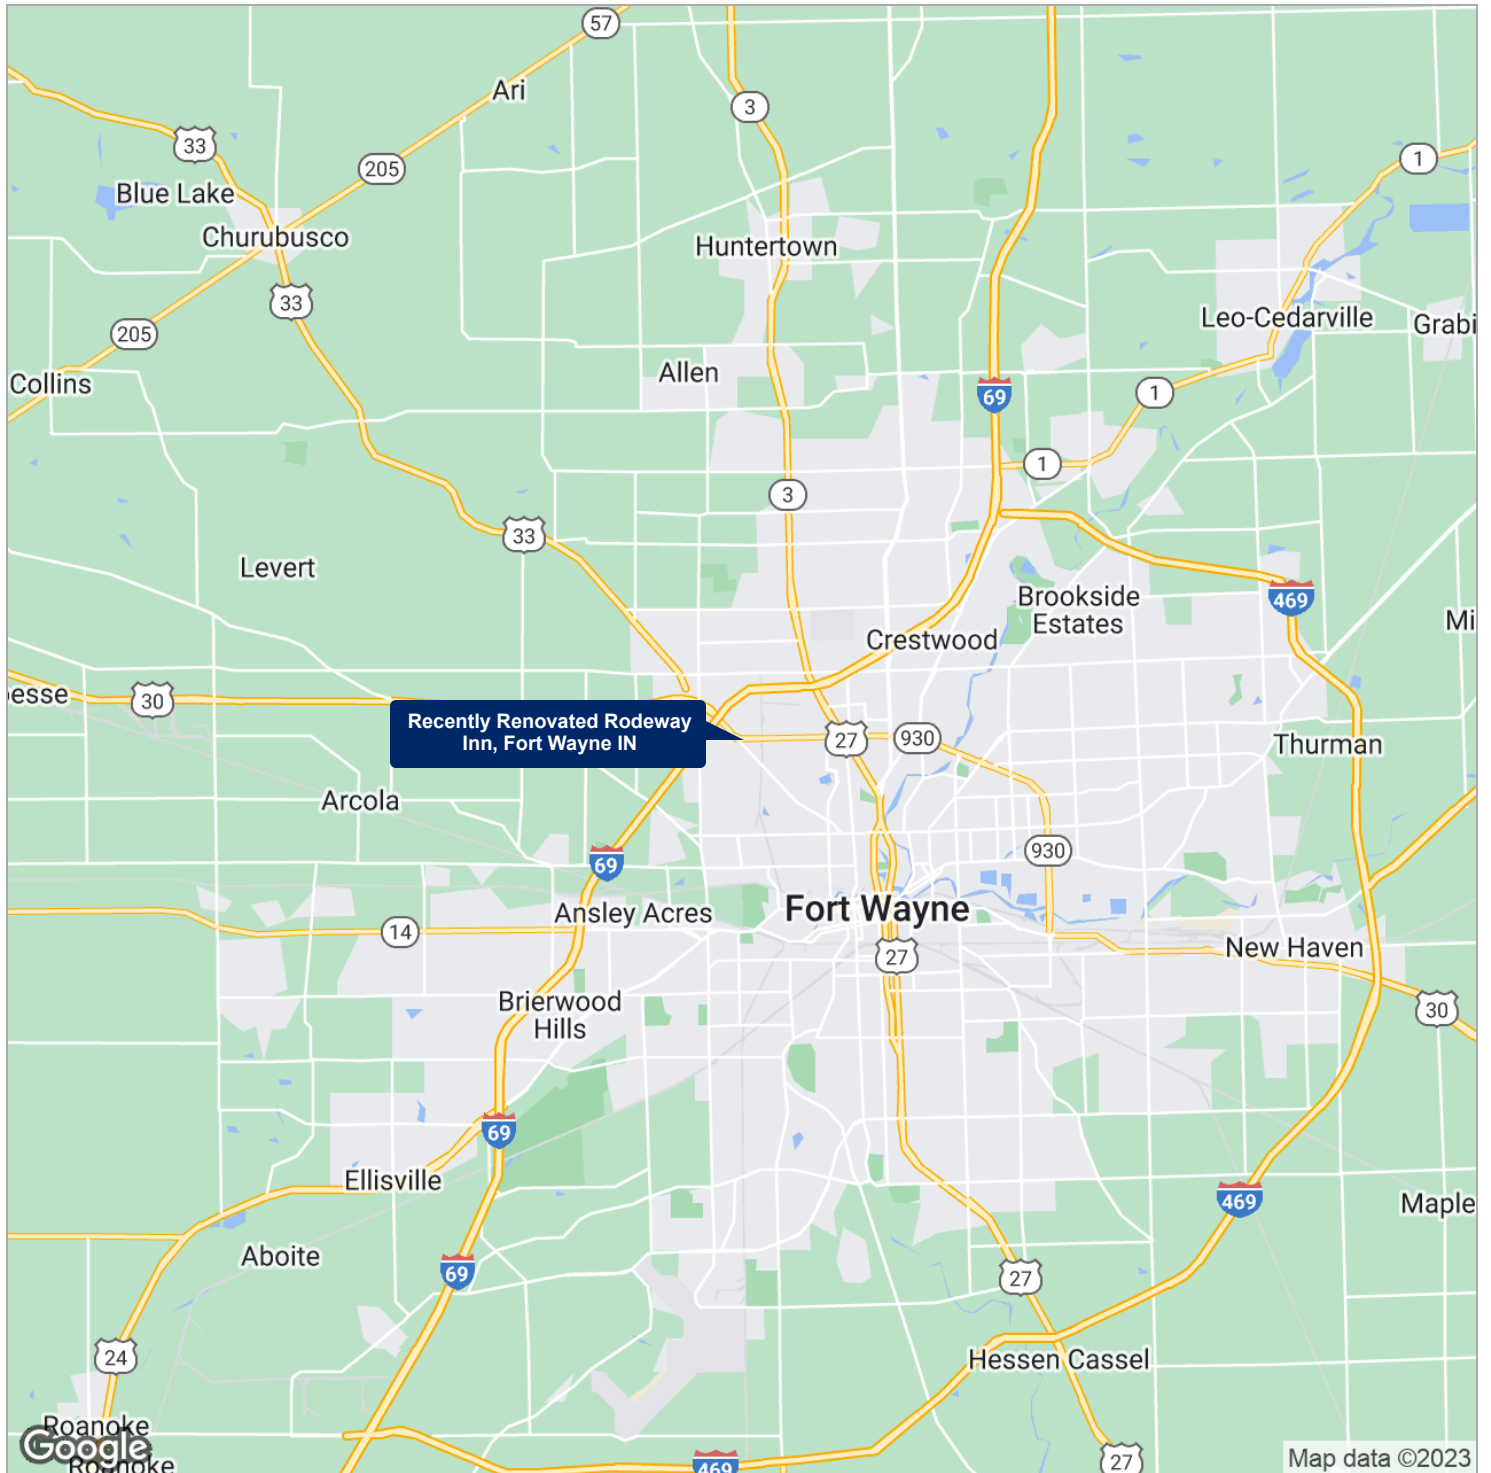 57
Ari
3
33
205
1
Blue Lake
Churubusco
Huntertown
33
Leo-Cedarville
205
Grabi
Allen
Collins
69
1
1
3
33
Levert
Brookside
Estates
469
Mi
Crestwood
esse
30
Recently Renovated Rodeway
Inn, Fort Wayne IN
27
930
Thurman
Arcola
930
69
Fort Wayne
Ansley Acres
14
New Haven
27
Brierwood
Hills
30
69
Ellisville
469
Maple
Aboite
69
27
24
Hessen Cassel
Roanoke
Google
Roanoke
469
27
Map data ©2023